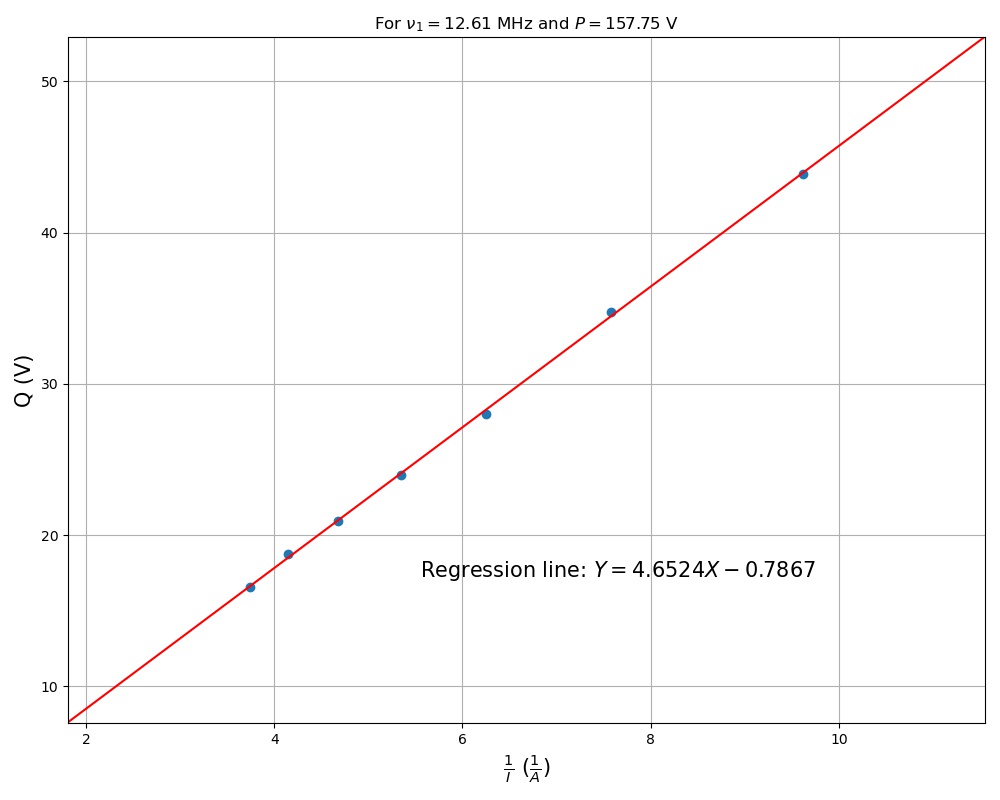 For ν₁ = 12.61 MHz and P = 157.75 V
50
40
30
20
10
Q (V)
Regression line: Y = 4.6524X − 0.7867
2 4 6 8 10
1/I (1/A)